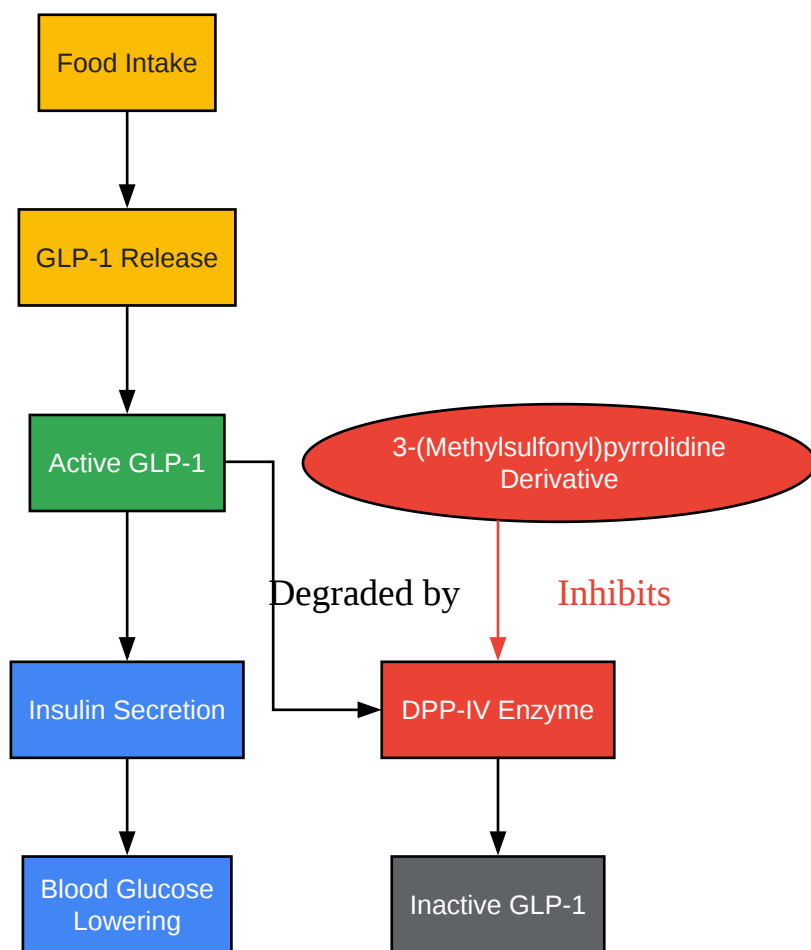 Food Intake
GLP-1 Release
Active GLP-1
3-(Methylsulfonyl)pyrrolidine
Derivative
Degraded by
Inhibits
Insulin Secretion
DPP-IV Enzyme
Blood Glucose
Lowering
Inactive GLP-1